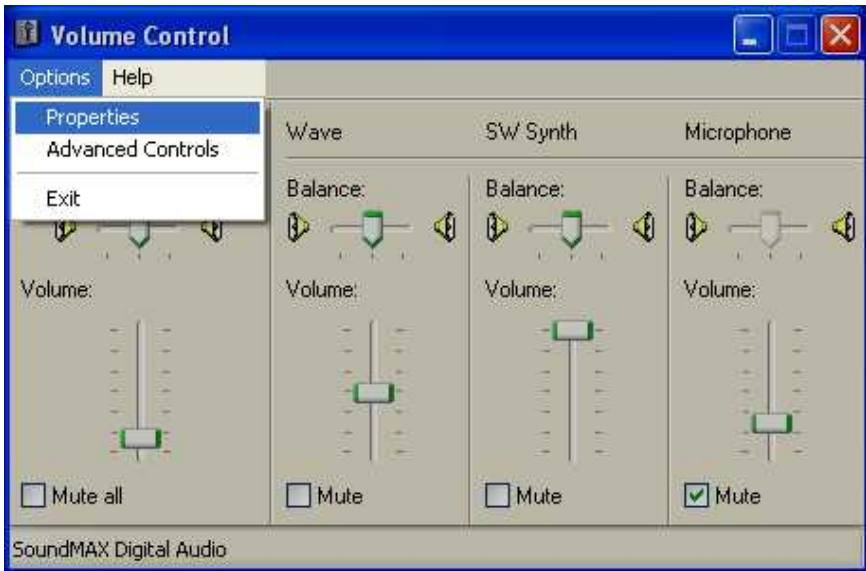 Volume Control
Options Help
Properties
Advanced Controls
Exit
Wave SW Synth Microphone
Balance: Balance: Balance:
Volume: Volume: Volume: Volume:
Mute all Mute Mute Mute
SoundMAX Digital Audio